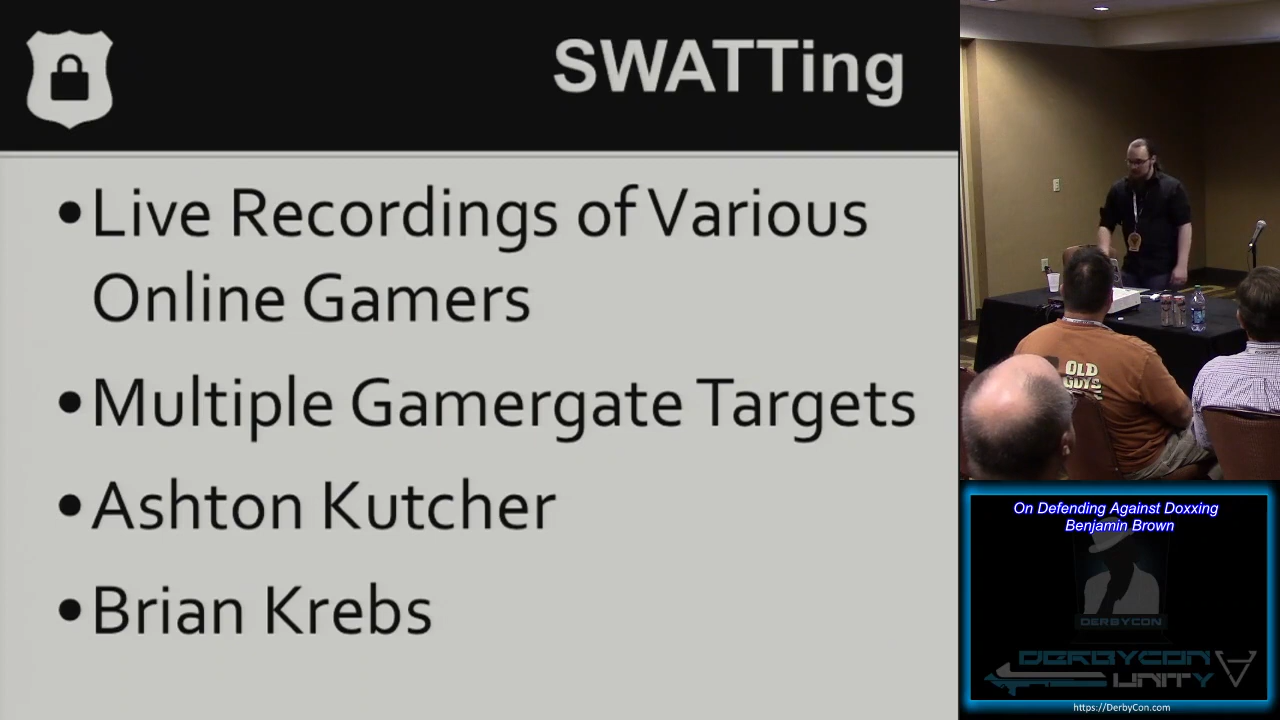 SWATTing
•Live Recordings of Various
Online Gamers
•Multiple Gamergate Targets
•Ashton Kutcher
•Brian Krebs
OLD
GUYS
On Defending Against Doxxing
Benjamin Brown
DERBYCON
DERBYCON
UNITY
https://DerbyCon.com